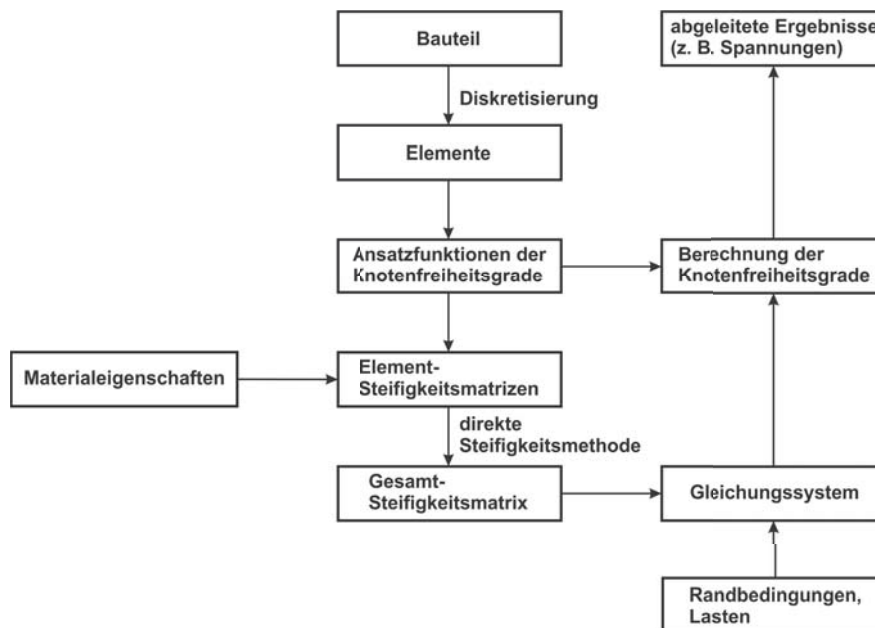 Bauteil
abgeleitete Ergebnisse
(z. B. Spannungen)
Diskretisierung
Elemente
Ansatzfunktionen der
Knotenfreiheitsgrade
Berechnung der
Knotenfreiheitsgrade
Materialeigenschaften
Element-
Steifigkeitsmatrizen
direkte
Steifigkeitsmethode
Gesamt-
Steifigkeitsmatrix
Gleichungssystem
Randbedingungen,
Lasten